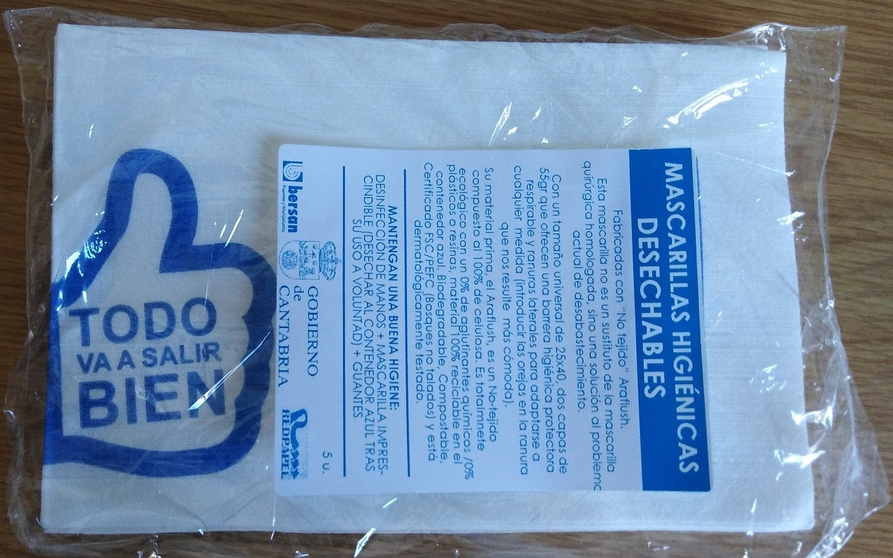 MASCARILLAS HIGIÉNICAS
DESECHABLES
Fabricadas con "No tejido" Araflush.
Esta mascarilla no es un sustituto de la mascarilla
quirúrgica homologada, sino una solución al problema
actual de desabastecimiento.
Con un tamaño universal de 25x40, dos capas de
55gr que ofrecen una barrera higiénica protectora
respirable y ranuras laterales para adaptarse a
cualquier medida (introducir las orejas en la ranura
que nos resulte más cómoda).
Su material prima, el Araflush, es un No-tejido
compuesto a 100% de celulosa. Es totalmnete
ecológica con un 0% de aglutinantes químicos /0%
plásticos o resinas, material 100% reciclable en el
contenedor azul. Biodegradable, Compostable,
Certificado FSC/PEFC (Bosques no talados) y está
dermatológicamente testado.
MANTENGAN UNA BUENA HIGIENE:
DESINFECCIÓN DE MANOS + MASCARILLA (IMPRES-
CINDIBLE DESECHAR AL CONTENEDOR AZUL TRAS
SU USO A VOLUNTAD) + GUANTES
bersan
GOBIERNO
de
CANTABRIA
REDPAPEL
5 u.
TODO
VA A SALIR
BIEN